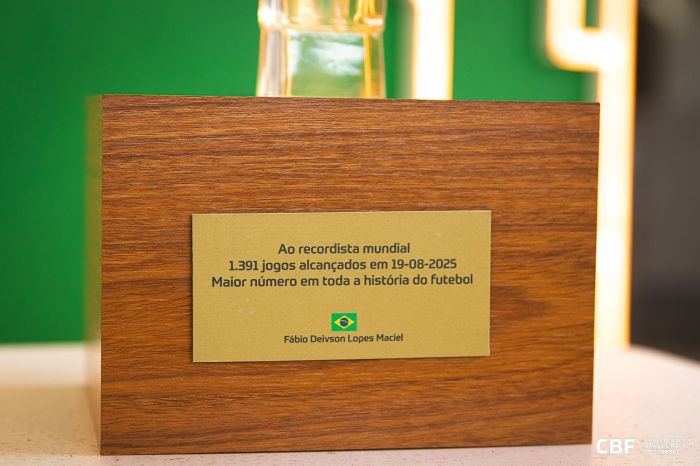 Ao recordista mundial
1.391 jogos alcançados em 19-08-2025
Maior número em toda a história do futebol
Fábio Deivson Lopes Maciel
CBF